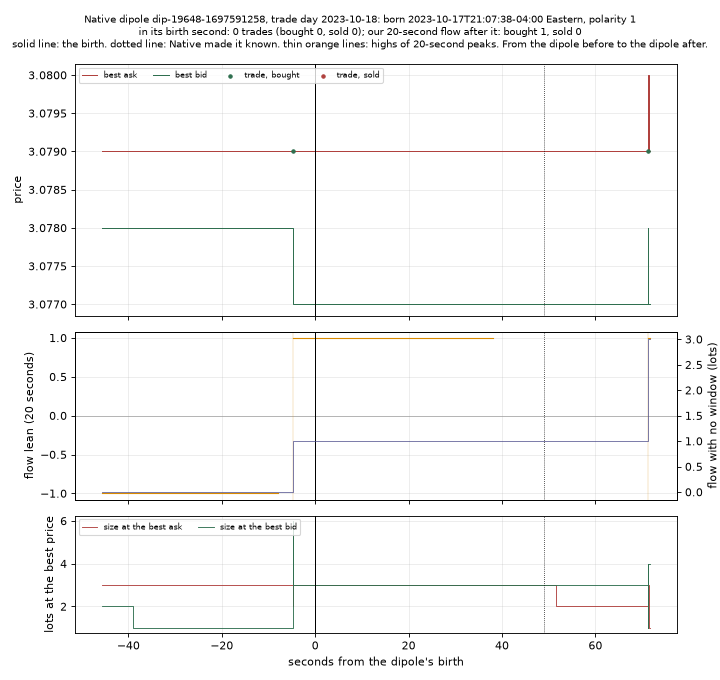 Native dipole dip-19648-1697591258, trade day 2023-10-18: born 2023-10-17T21:07:38-04:00 Eastern, polarity 1
in its birth second: 0 trades (bought 0, sold 0); our 20-second flow after it: bought 1, sold 0
solid line: the birth. dotted line: Native made it known. thin orange lines: highs of 20-second peaks. From the dipole before to the dipole after.
best ask best bid trade, bought trade, sold
price
3.0800
3.0795
3.0790
3.0785
3.0780
3.0775
3.0770
flow lean (20 seconds)
1.0
0.5
0.0
−0.5
−1.0
3.0
2.5
2.0
1.5
1.0
0.5
0.0
flow with no window (lots)
size at the best ask size at the best bid
lots at the best price
6
4
2
−40 −20 0 20 40 60
seconds from the dipole's birth